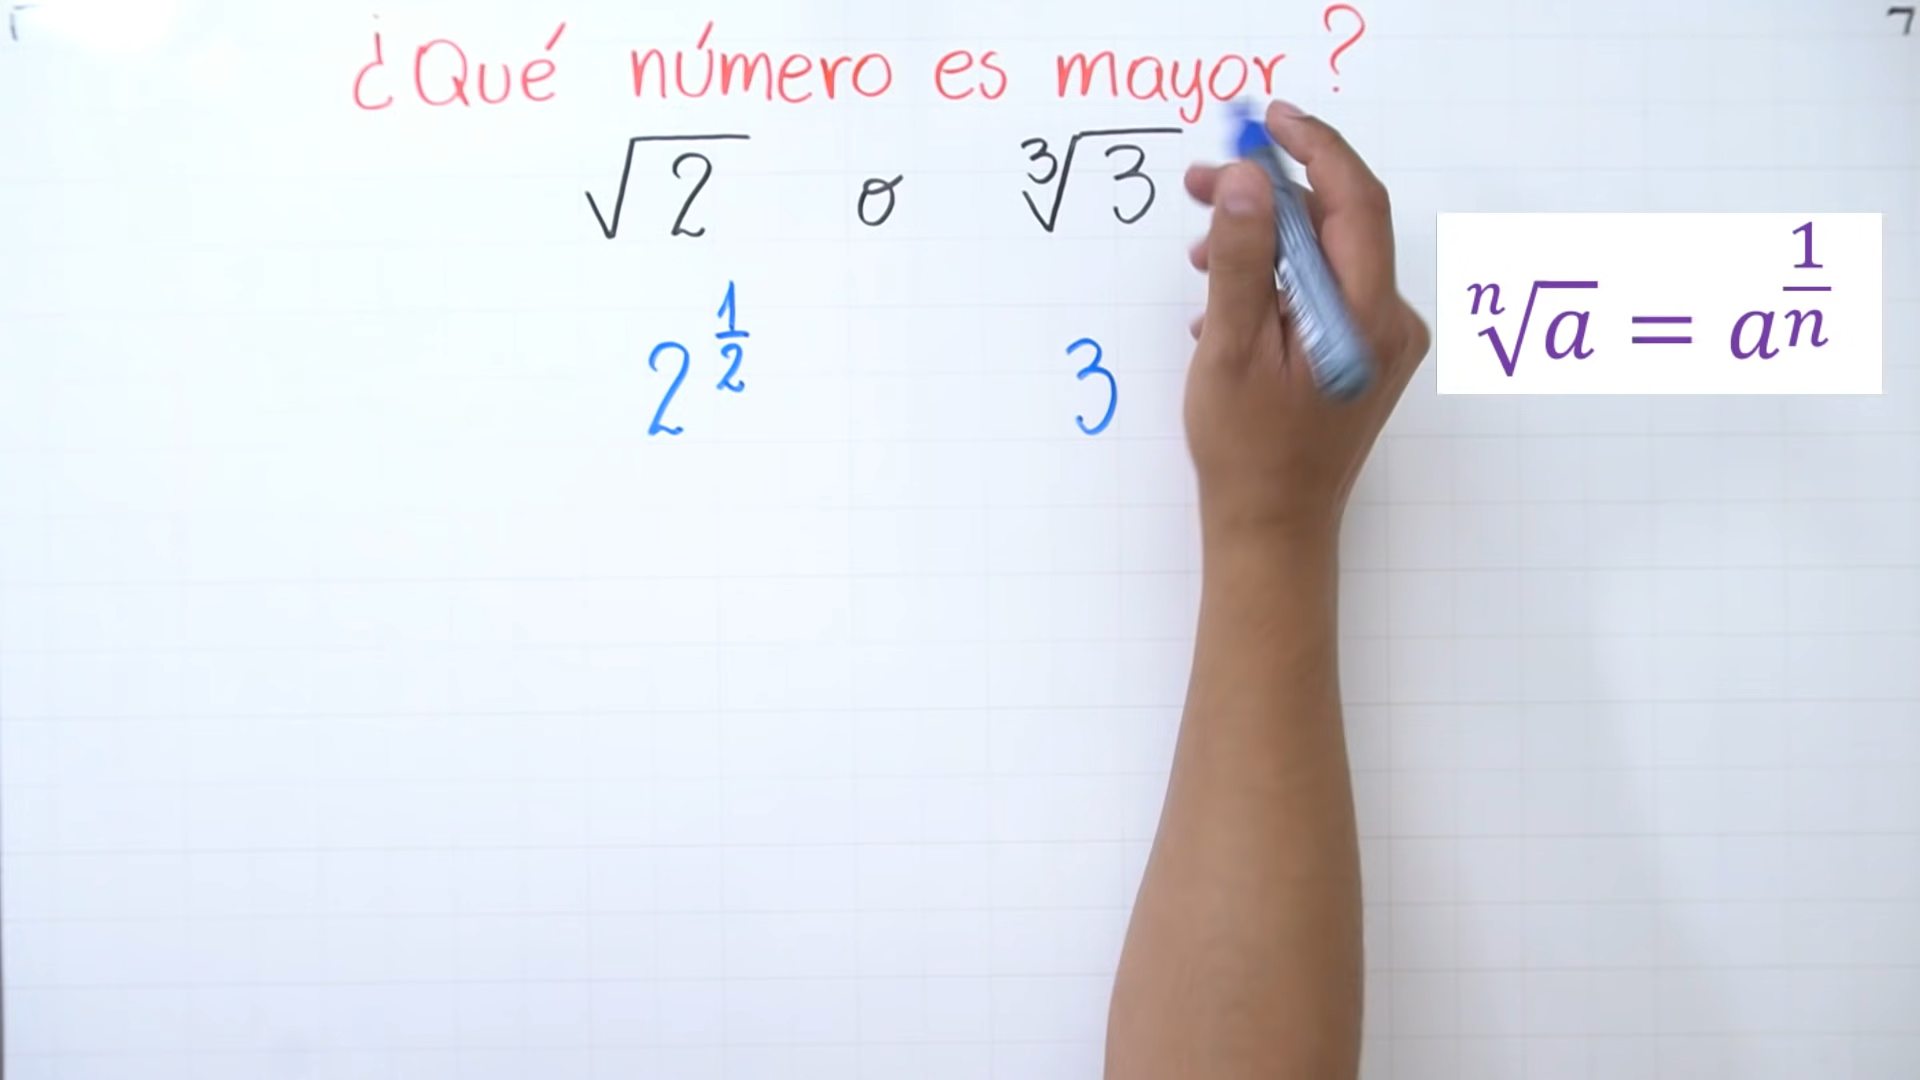 ¿Qué número es mayor?
√2 o ∛3
2^(1/2) 3
ⁿ√a = a^(1/n)